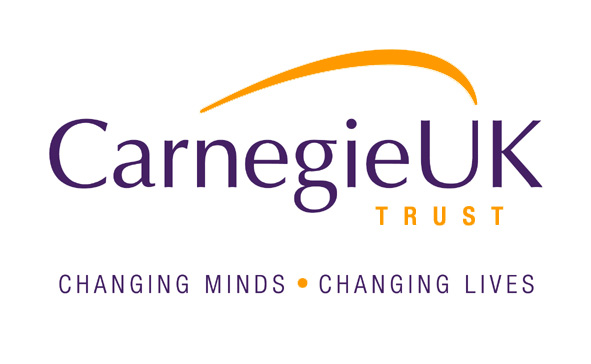 CarnegieUK
TRUST
CHANGING MINDS • CHANGING LIVES